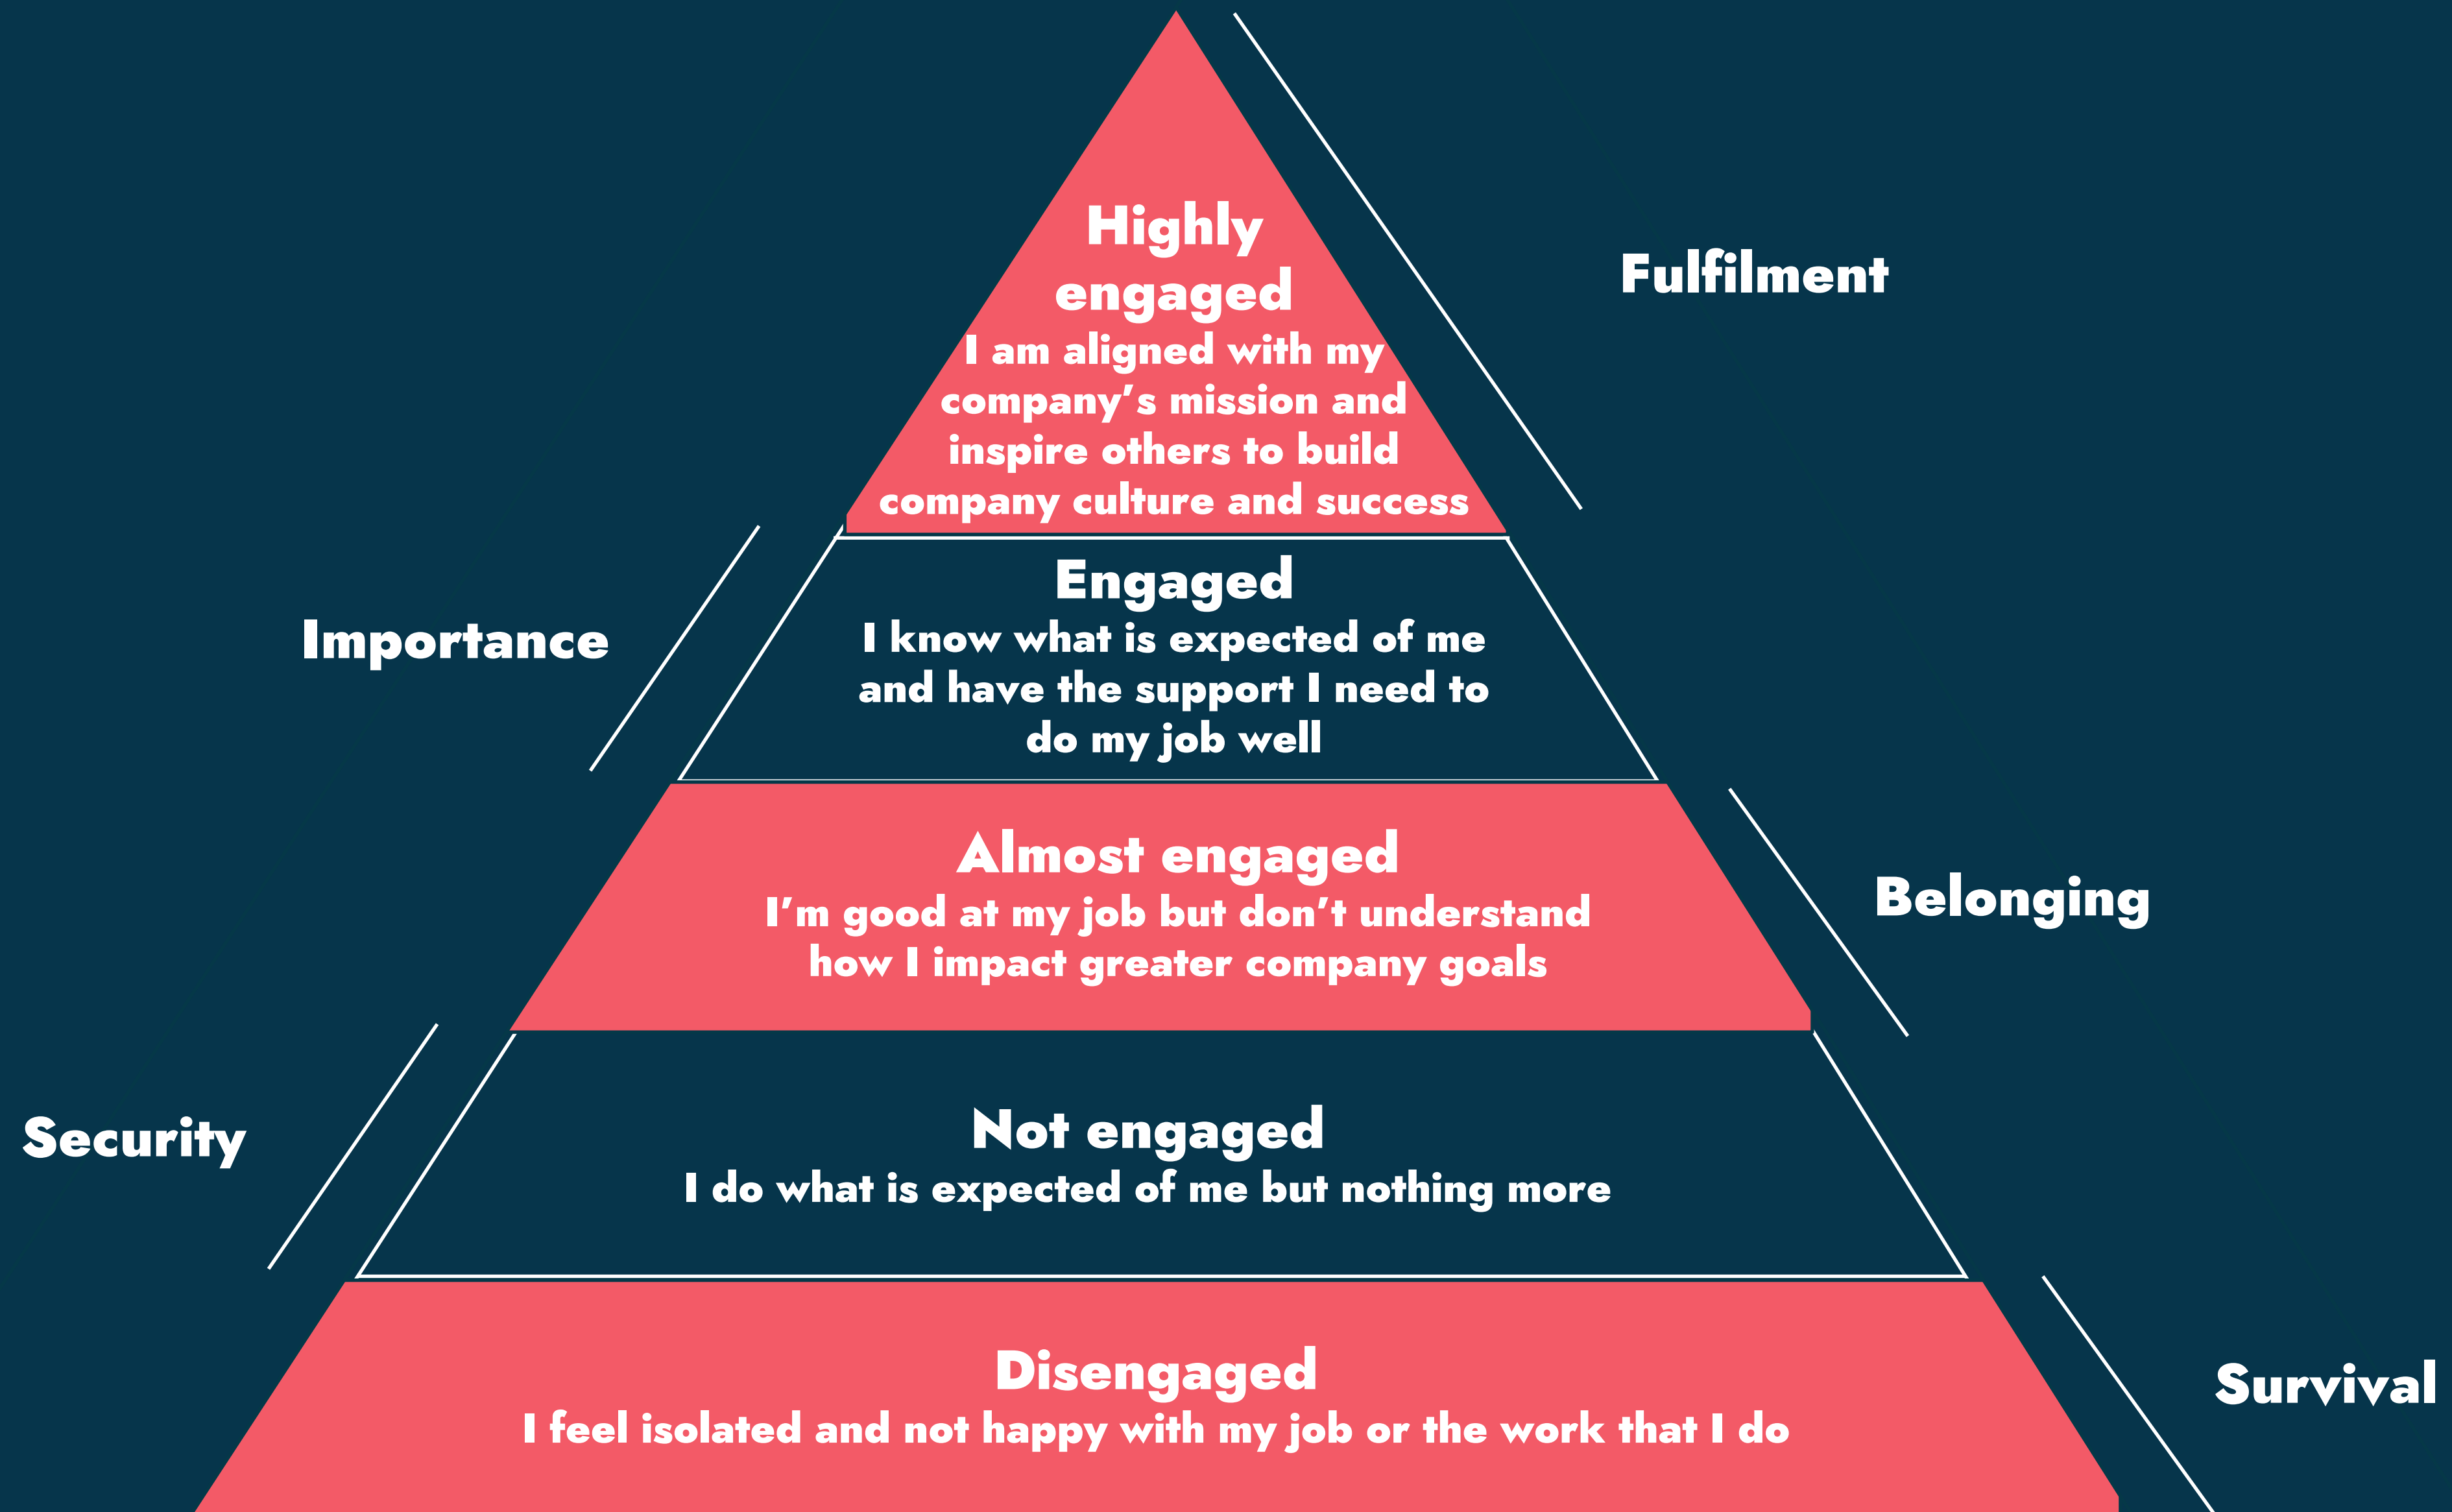 Highly
engaged
I am aligned with my
company’s mission and
inspire others to build
company culture and success
Fulfilment
Engaged
I know what is expected of me
and have the support I need to
do my job well
Importance
Almost engaged
I’m good at my job but don’t understand
how I impact greater company goals
Belonging
Not engaged
I do what is expected of me but nothing more
Security
Disengaged
I feel isolated and not happy with my job or the work that I do
Survival